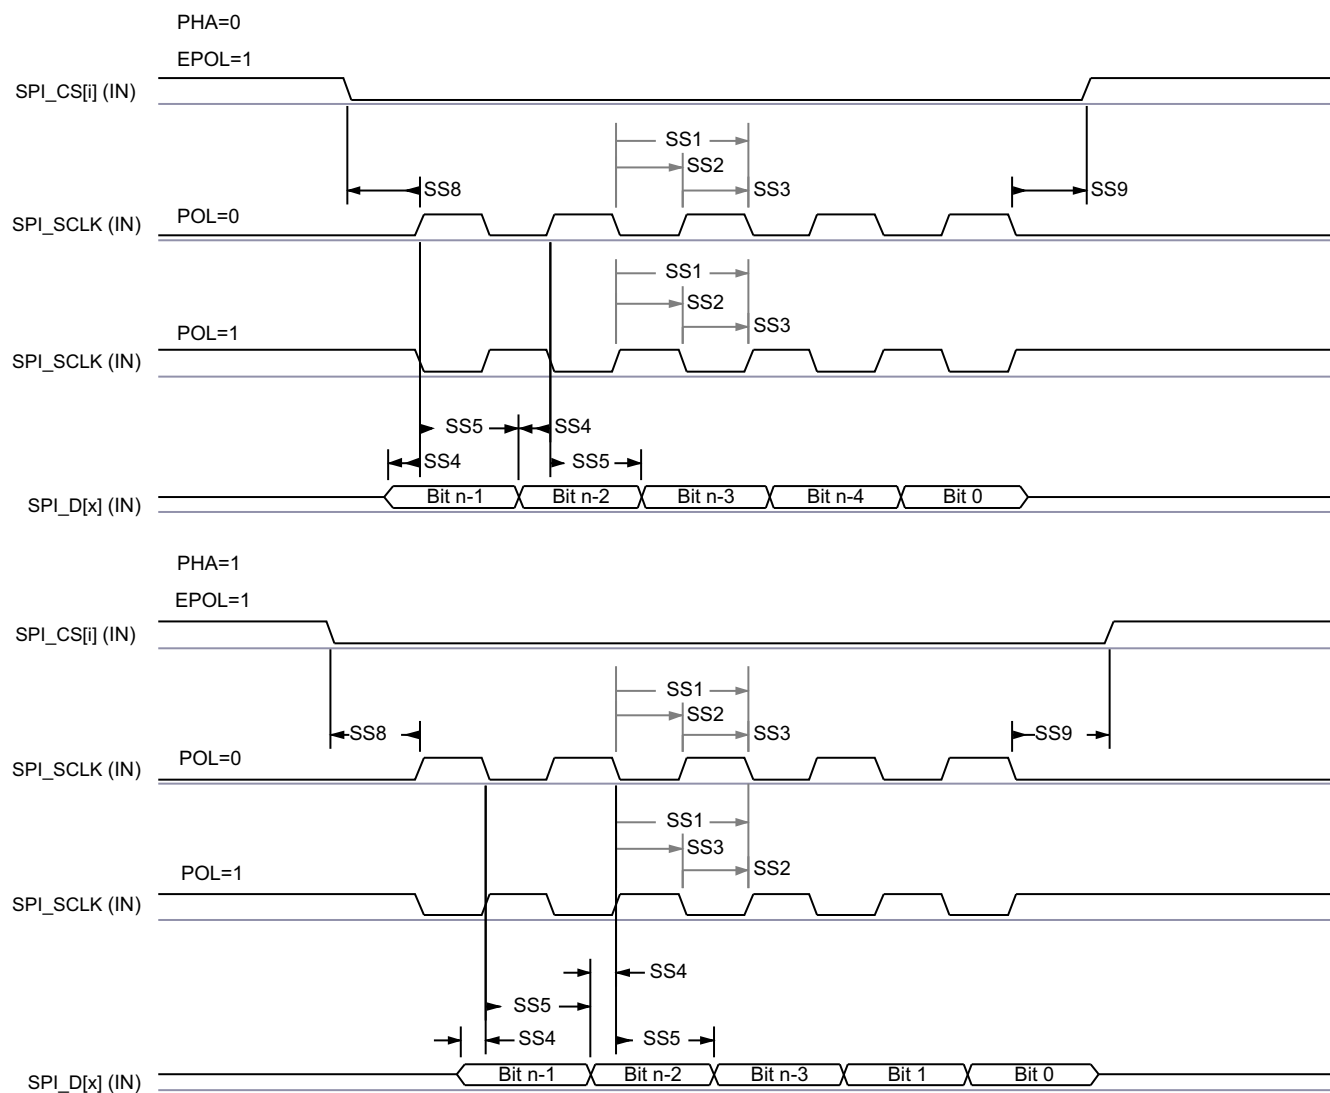 PHA=0
EPOL=1
SPI_CS[i] (IN)
SS1
SS2
SS8
SS3
SS9
POL=0
SPI_SCLK (IN)
SS1
SS2
SS3
POL=1
SPI_SCLK (IN)
SS5
SS4
SS4
SS5
Bit n-1
Bit n-2
Bit n-3
Bit n-4
Bit 0
SPI_D[x] (IN)
PHA=1
EPOL=1
SPI_CS[i] (IN)
SS1
SS2
SS8
SS3
SS9
POL=0
SPI_SCLK (IN)
SS1
SS3
SS2
POL=1
SPI_SCLK (IN)
SS4
SS5
SS4
SS5
Bit n-1
Bit n-2
Bit n-3
Bit 1
Bit 0
SPI_D[x] (IN)